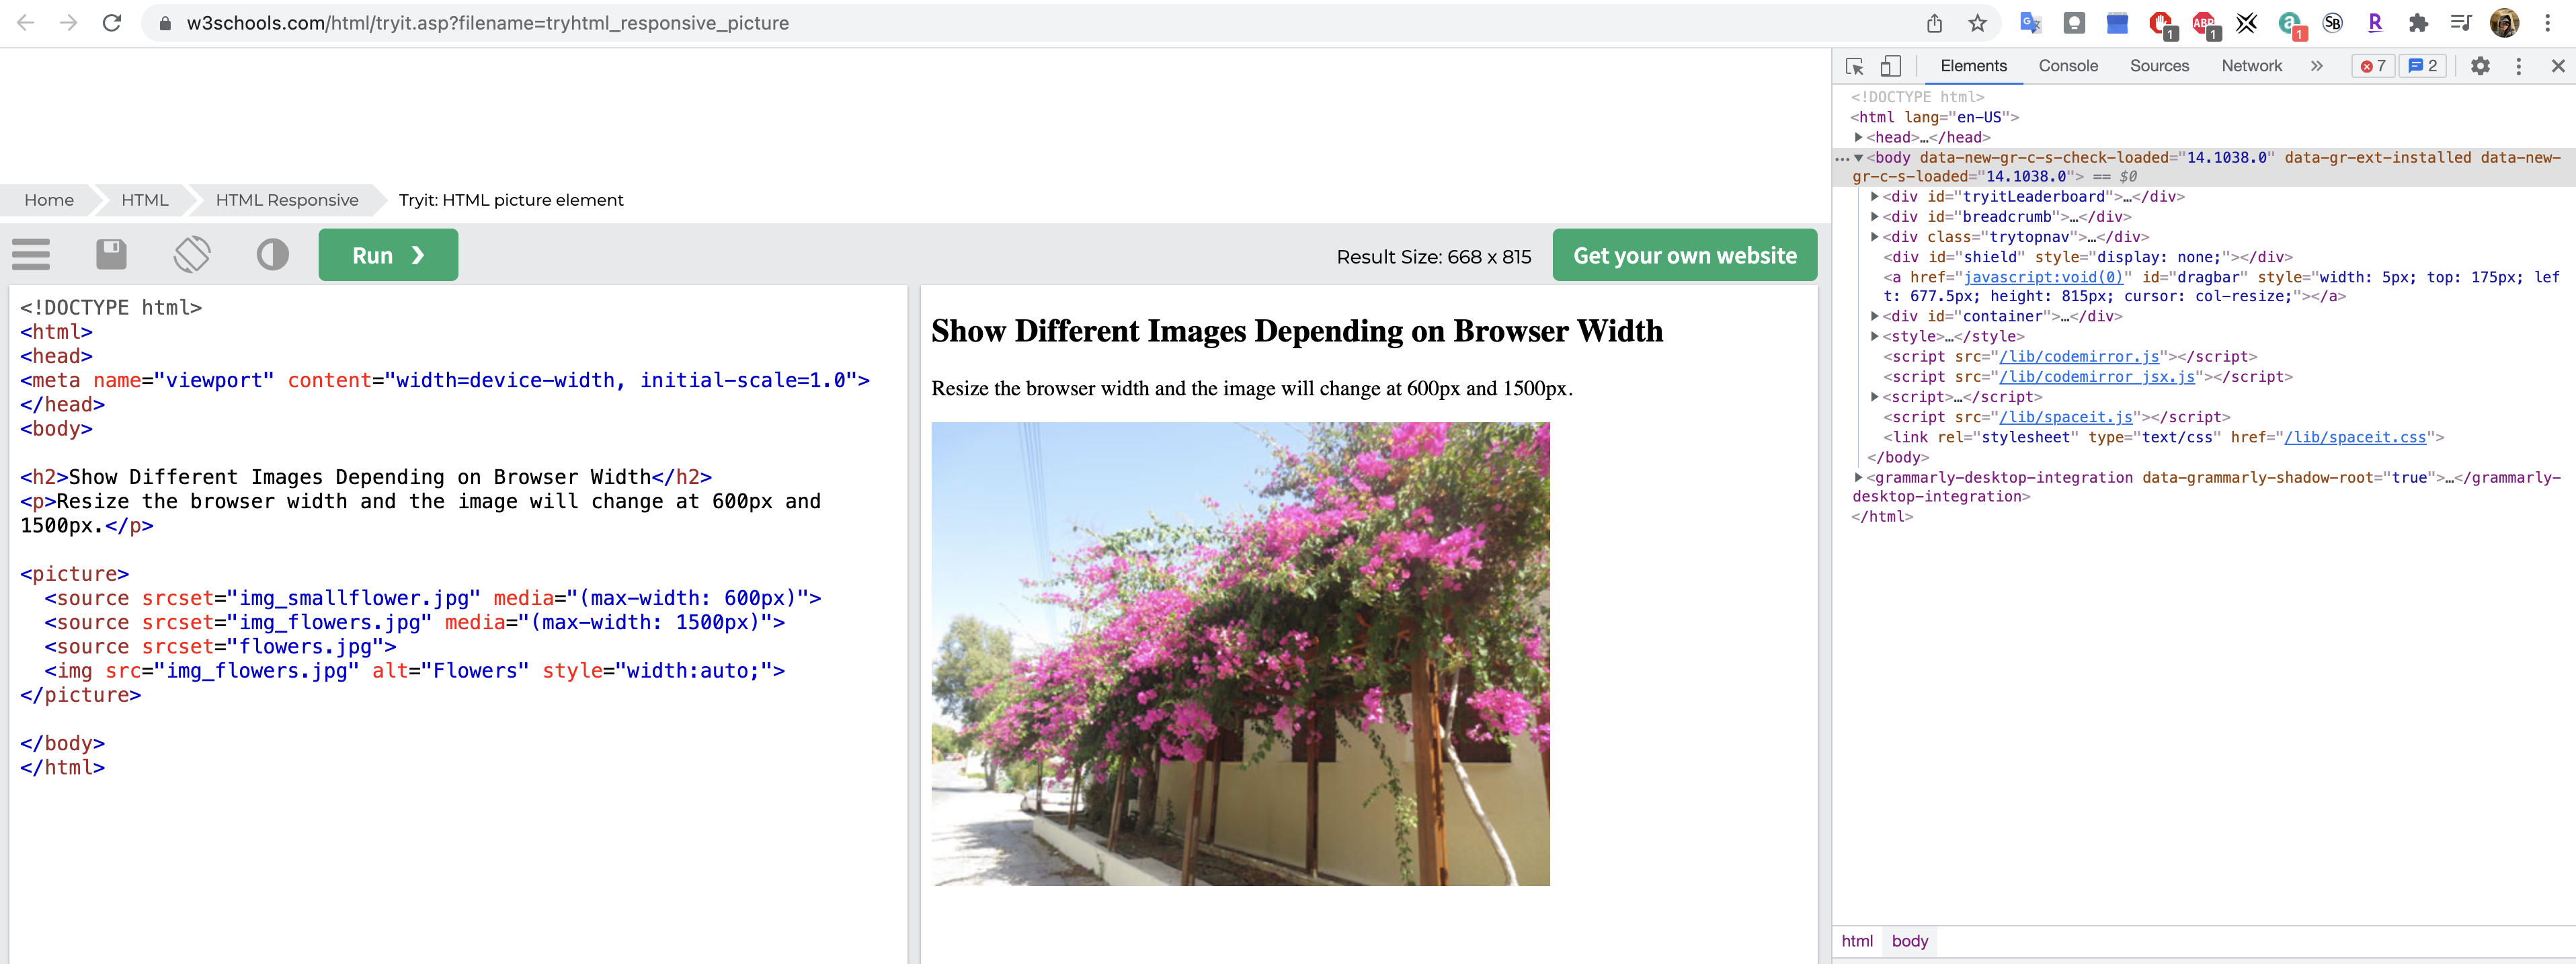 w3schools.com/html/tryit.asp?filename=tryhtml_responsive_picture
1
ABP
1
1
SB
R
Elements Console Sources Network 7 2
Home HTML HTML Responsive Tryit: HTML picture element
Run ❯ Result Size: 668 x 815 Get your own website
<!DOCTYPE html>
<html>
<head>
<meta name="viewport" content="width=device-width, initial-scale=1.0">
</head>
<body>
<h2>Show Different Images Depending on Browser Width</h2>
<p>Resize the browser width and the image will change at 600px and
1500px.</p>
<picture>
<source srcset="img_smallflower.jpg" media="(max-width: 600px)">
<source srcset="img_flowers.jpg" media="(max-width: 1500px)">
<source srcset="flowers.jpg">
<img src="img_flowers.jpg" alt="Flowers" style="width:auto;">
</picture>
</body>
</html>
Show Different Images Depending on Browser Width
Resize the browser width and the image will change at 600px and 1500px.
<!DOCTYPE html>
<html lang="en-US">
<head>…</head>
<body data-new-gr-c-s-check-loaded="14.1038.0" data-gr-ext-installed data-new-
gr-c-s-loaded="14.1038.0"> == $0
<div id="tryitLeaderboard">…</div>
<div id="breadcrumb">…</div>
<div class="trytopnav">…</div>
<div id="shield" style="display: none;"></div>
<a href="javascript:void(0)" id="dragbar" style="width: 5px; top: 175px; lef
t: 677.5px; height: 815px; cursor: col-resize;"></a>
<div id="container">…</div>
<style>…</style>
<script src="/lib/codemirror.js"></script>
<script src="/lib/codemirror_jsx.js"></script>
<script>…</script>
<script src="/lib/spaceit.js"></script>
<link rel="stylesheet" type="text/css" href="/lib/spaceit.css">
</body>
<grammarly-desktop-integration data-grammarly-shadow-root="true">…</grammarly-
desktop-integration>
</html>
html body